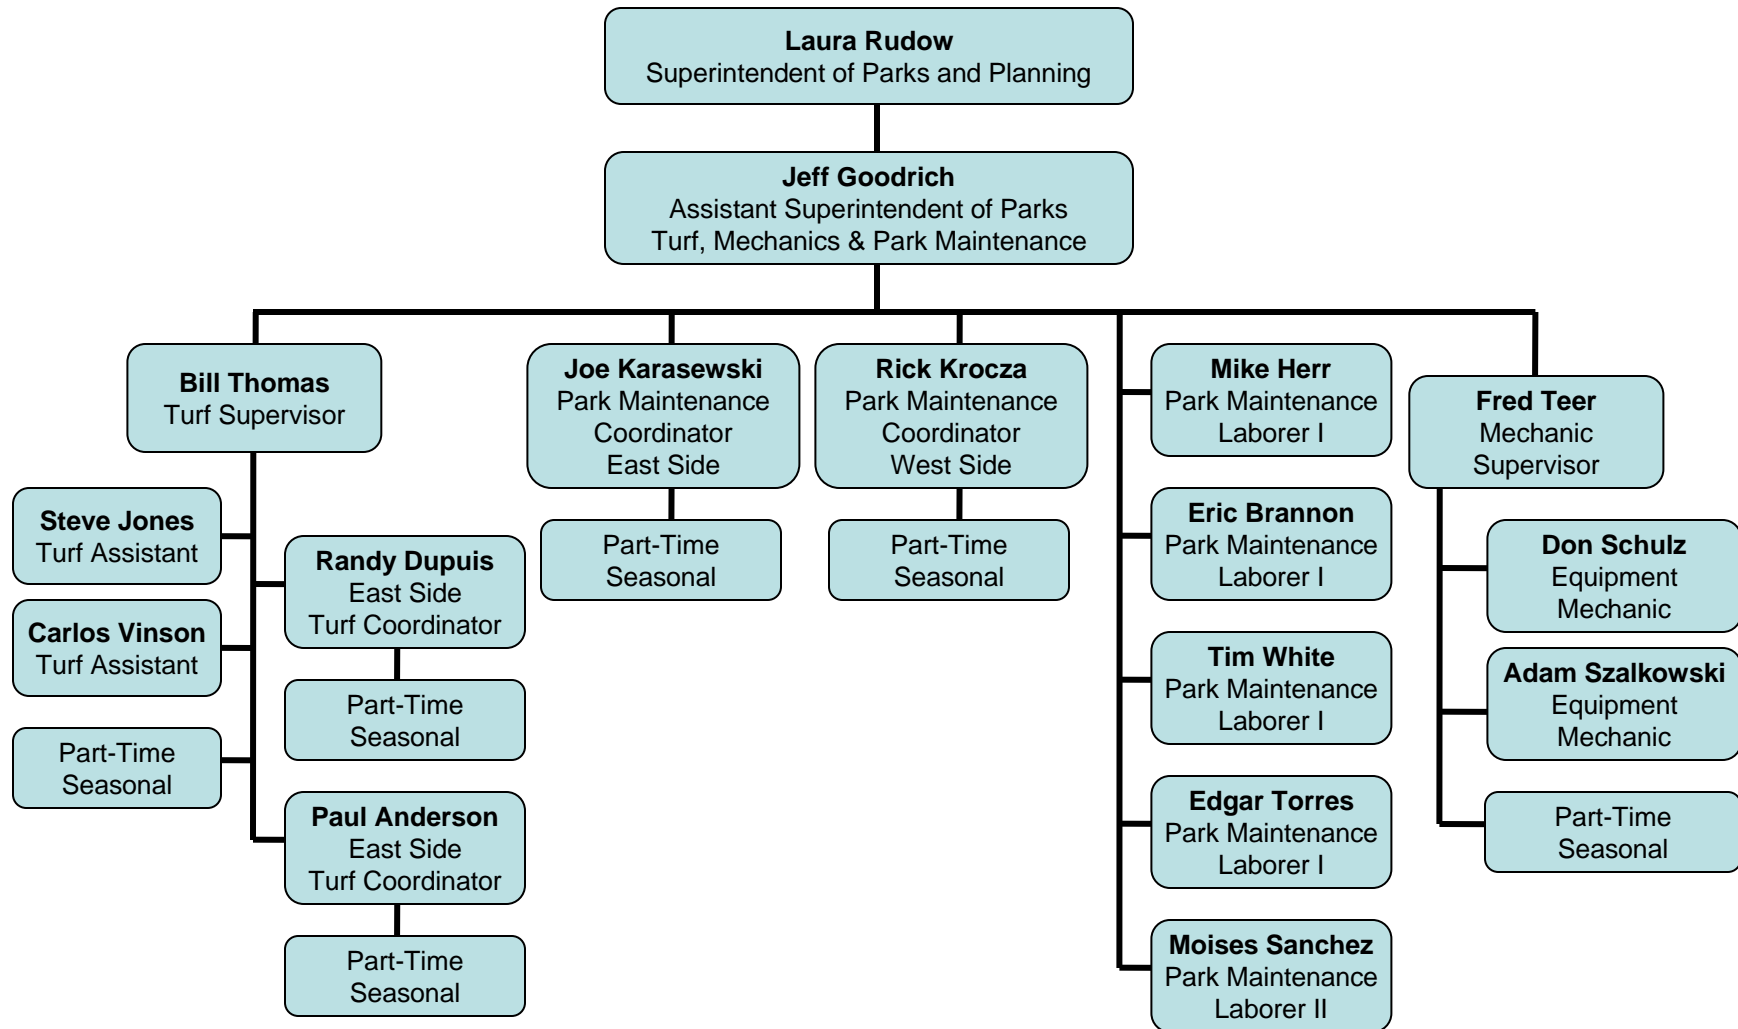 Laura Rudow
Superintendent of Parks and Planning
Jeff Goodrich
Assistant Superintendent of Parks
Turf, Mechanics & Park Maintenance
Bill Thomas
Turf Supervisor
Steve Jones
Turf Assistant
Carlos Vinson
Turf Assistant
Part-Time
Seasonal
Randy Dupuis
East Side
Turf Coordinator
Part-Time
Seasonal
Paul Anderson
East Side
Turf Coordinator
Part-Time
Seasonal
Joe Karasewski
Park Maintenance
Coordinator
East Side
Part-Time
Seasonal
Rick Krocza
Park Maintenance
Coordinator
West Side
Part-Time
Seasonal
Mike Herr
Park Maintenance
Laborer I
Eric Brannon
Park Maintenance
Laborer I
Tim White
Park Maintenance
Laborer I
Edgar Torres
Park Maintenance
Laborer I
Moises Sanchez
Park Maintenance
Laborer II
Fred Teer
Mechanic
Supervisor
Don Schulz
Equipment
Mechanic
Adam Szalkowski
Equipment
Mechanic
Part-Time
Seasonal